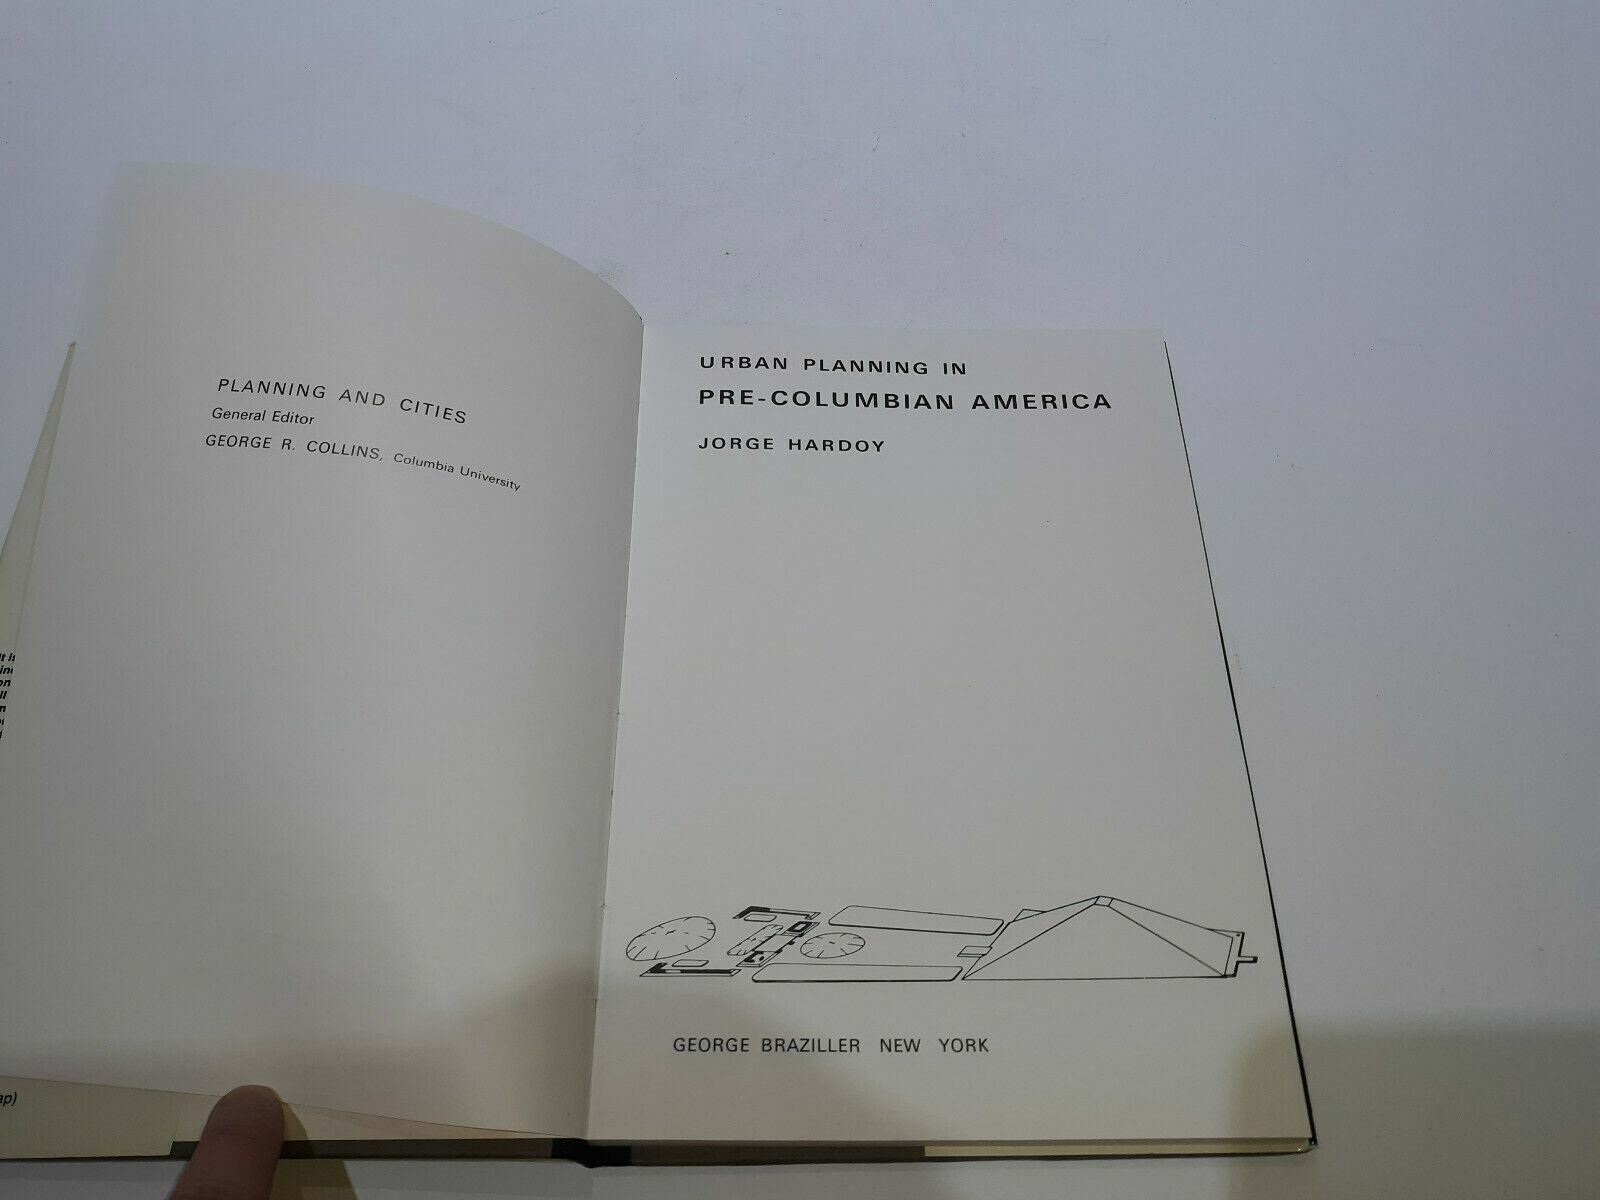 PLANNING AND CITIES
General Editor
GEORGE R. COLLINS, Columbia University
URBAN PLANNING IN
PRE-COLUMBIAN AMERICA
JORGE HARDOY
GEORGE BRAZILLER NEW YORK